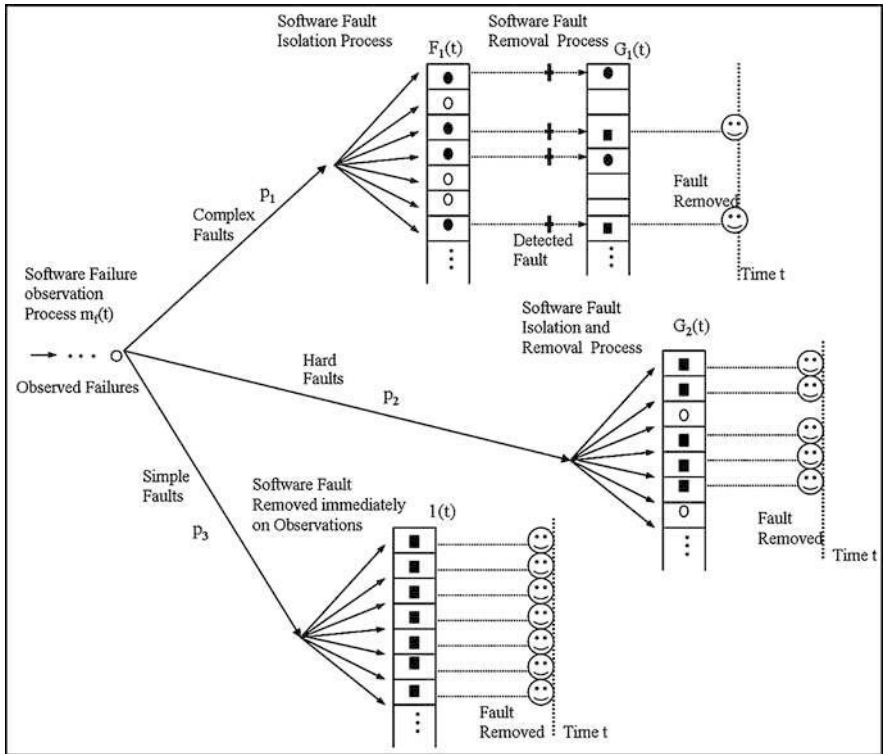 Software Fault
Isolation Process
F1(t)
Software Fault
Removal Process
G1(t)
p1
Complex
Faults
Detected
Fault
Fault
Removed
Time t
Software Failure
observation
Process mf(t)
Observed Failures
Hard
Faults
p2
Software Fault
Isolation and
Removal Process
G2(t)
Fault
Removed
Time t
Simple
Faults
p3
Software Fault
Removed immediately
on Observations
1(t)
Fault
Removed
Time t